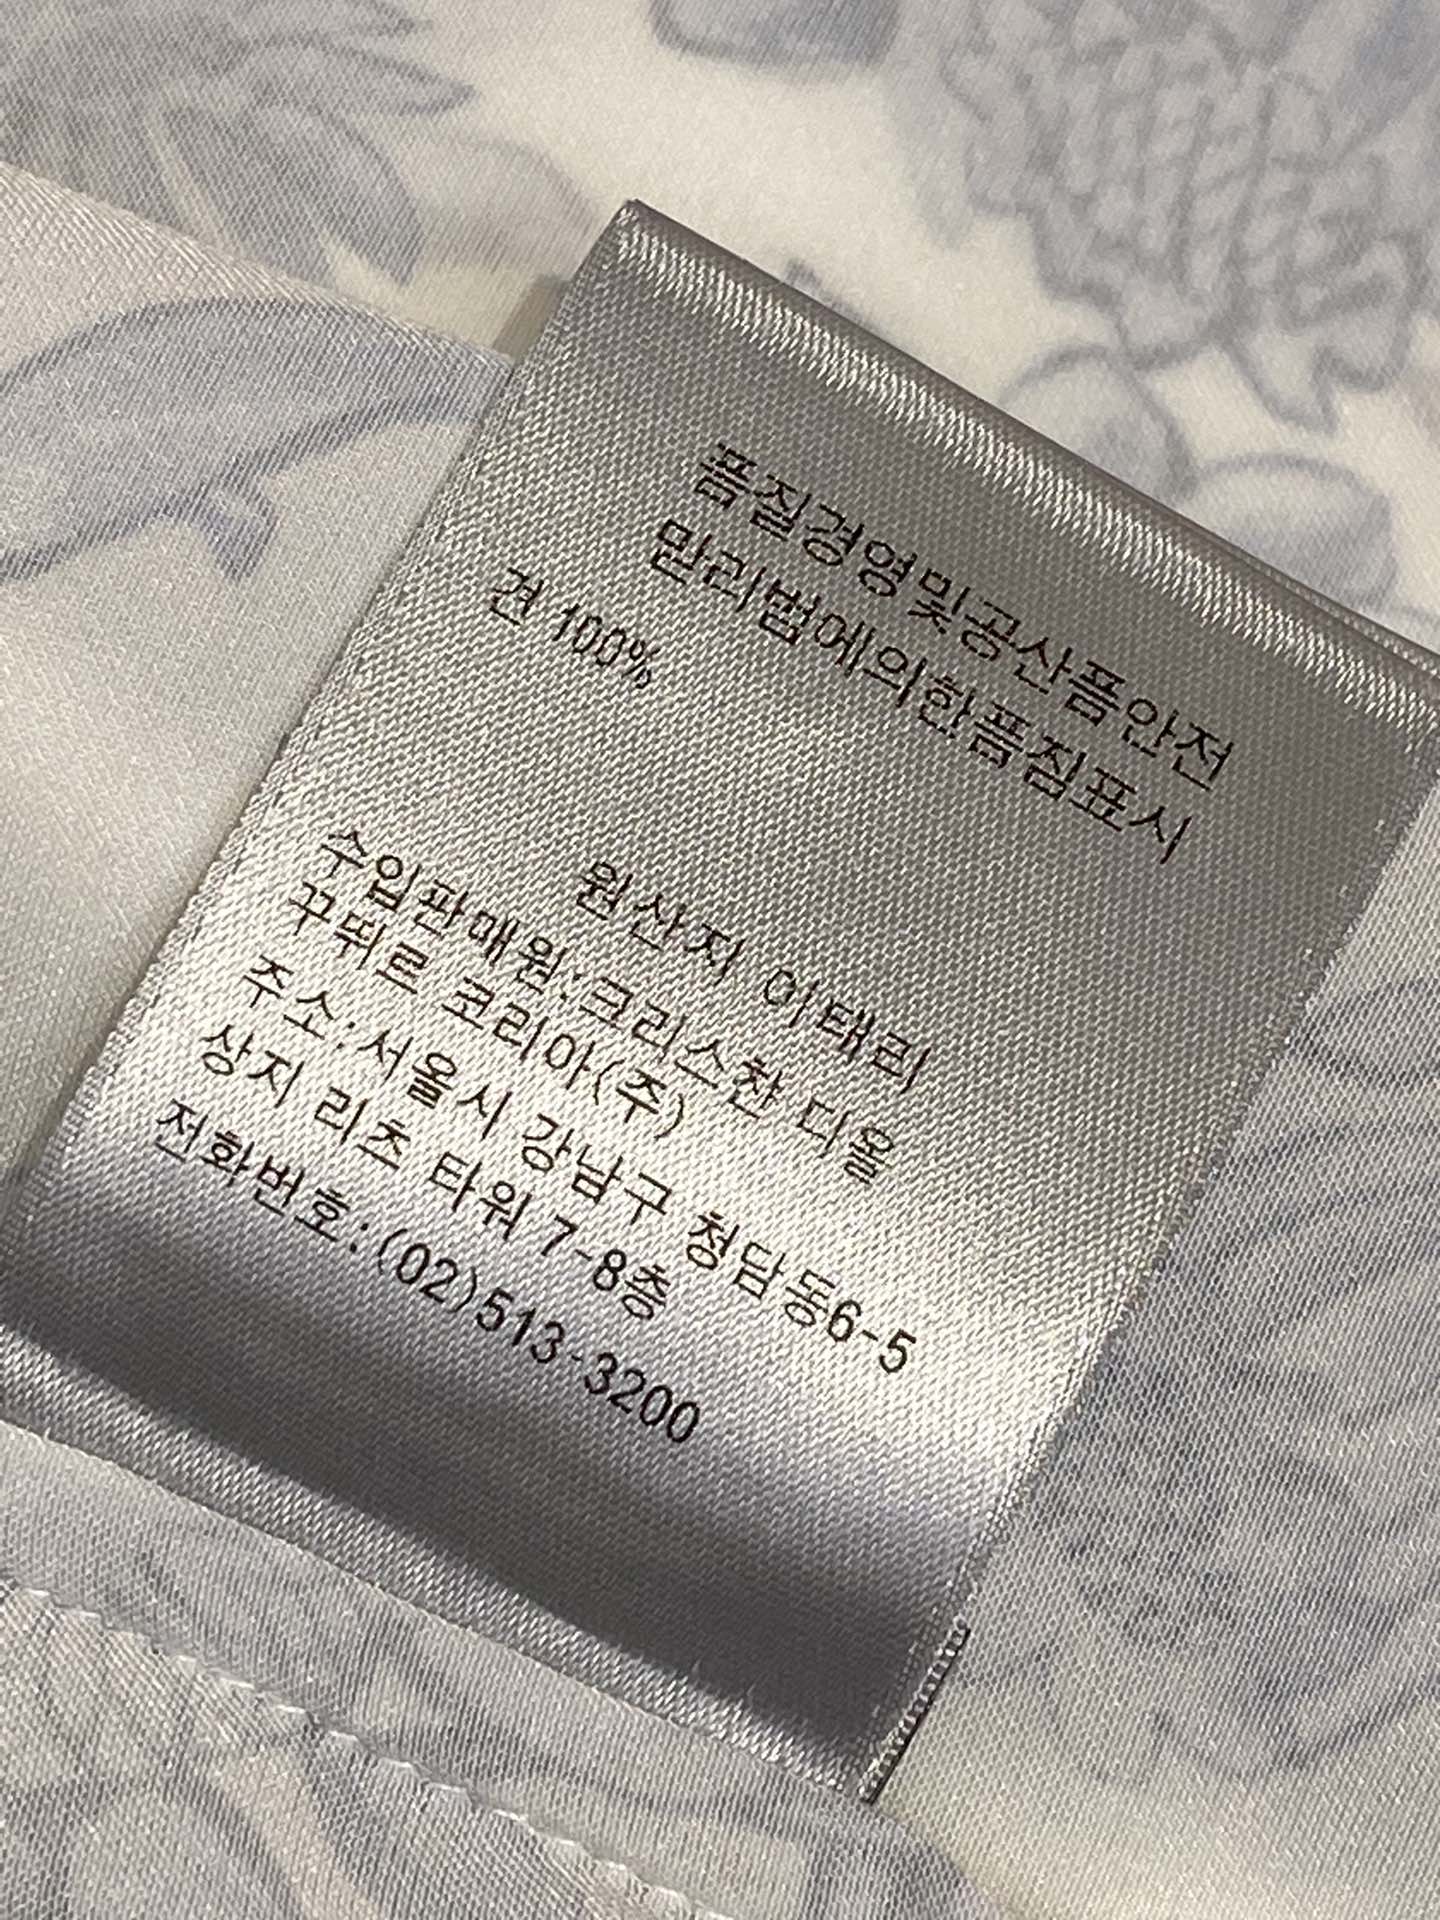 품질경영및공산품안전
맏리법에의한품짐표시
견 100%
원산지 이태리
수입판매원:크리스챤 디올
꾸뛰르 코리아(주)
주소:서울시 강남구 청담동6-5
상지 리츠 타워 7-8층
전화번호:(02)513-3200